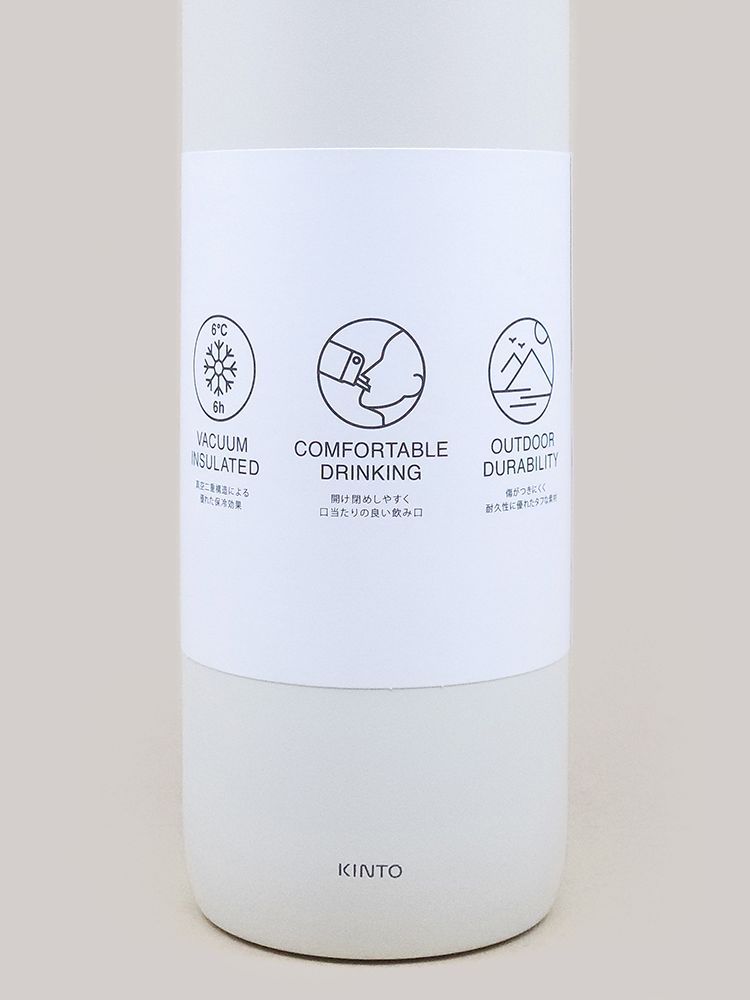 6°C
6h
VACUUM
INSULATED
真空二重構造による
優れた保冷効果
COMFORTABLE
DRINKING
開け閉めしやすく
口当たりの良い飲み口
OUTDOOR
DURABILITY
傷がつきにくく
耐久性に優れたタフな素材
KINTO